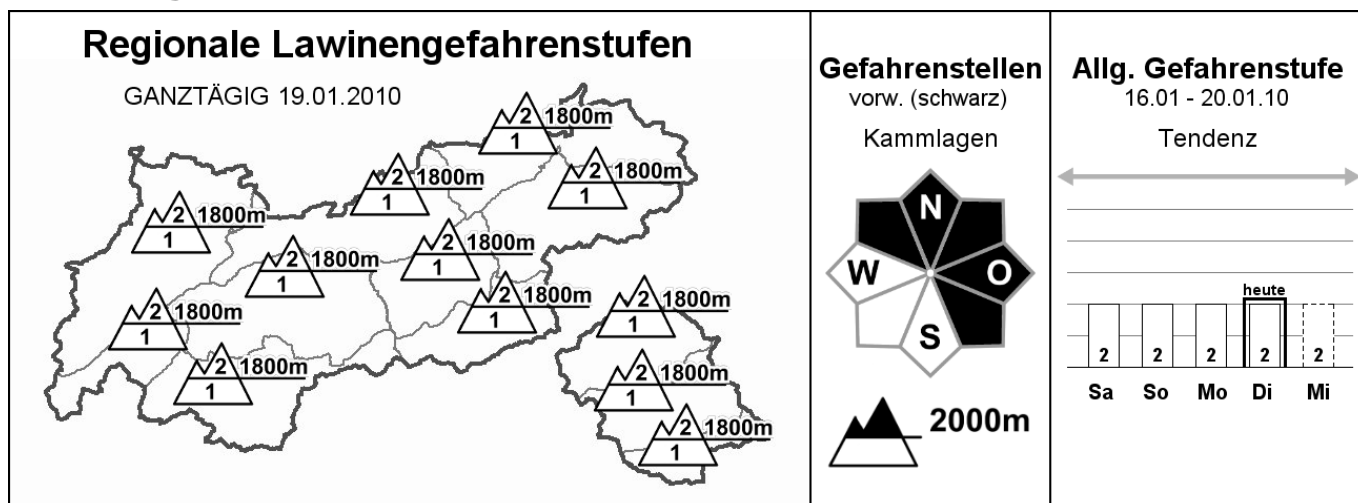 Regionale Lawinengefahrenstufen
GANZTÄGIG 19.01.2010
2 1800m
1
2 1800m
1
2 1800m
1
2 1800m
1
2 1800m
1
2 1800m
1
2 1800m
1
2 1800m
1
2 1800m
1
2 1800m
1
2 1800m
1
2 1800m
1
Gefahrenstellen
vorw. (schwarz)
Kammlagen
N
W
O
S
2000m
Allg. Gefahrenstufe
16.01 - 20.01.10
Tendenz
heute
2 2 2 2 2
Sa So Mo Di Mi